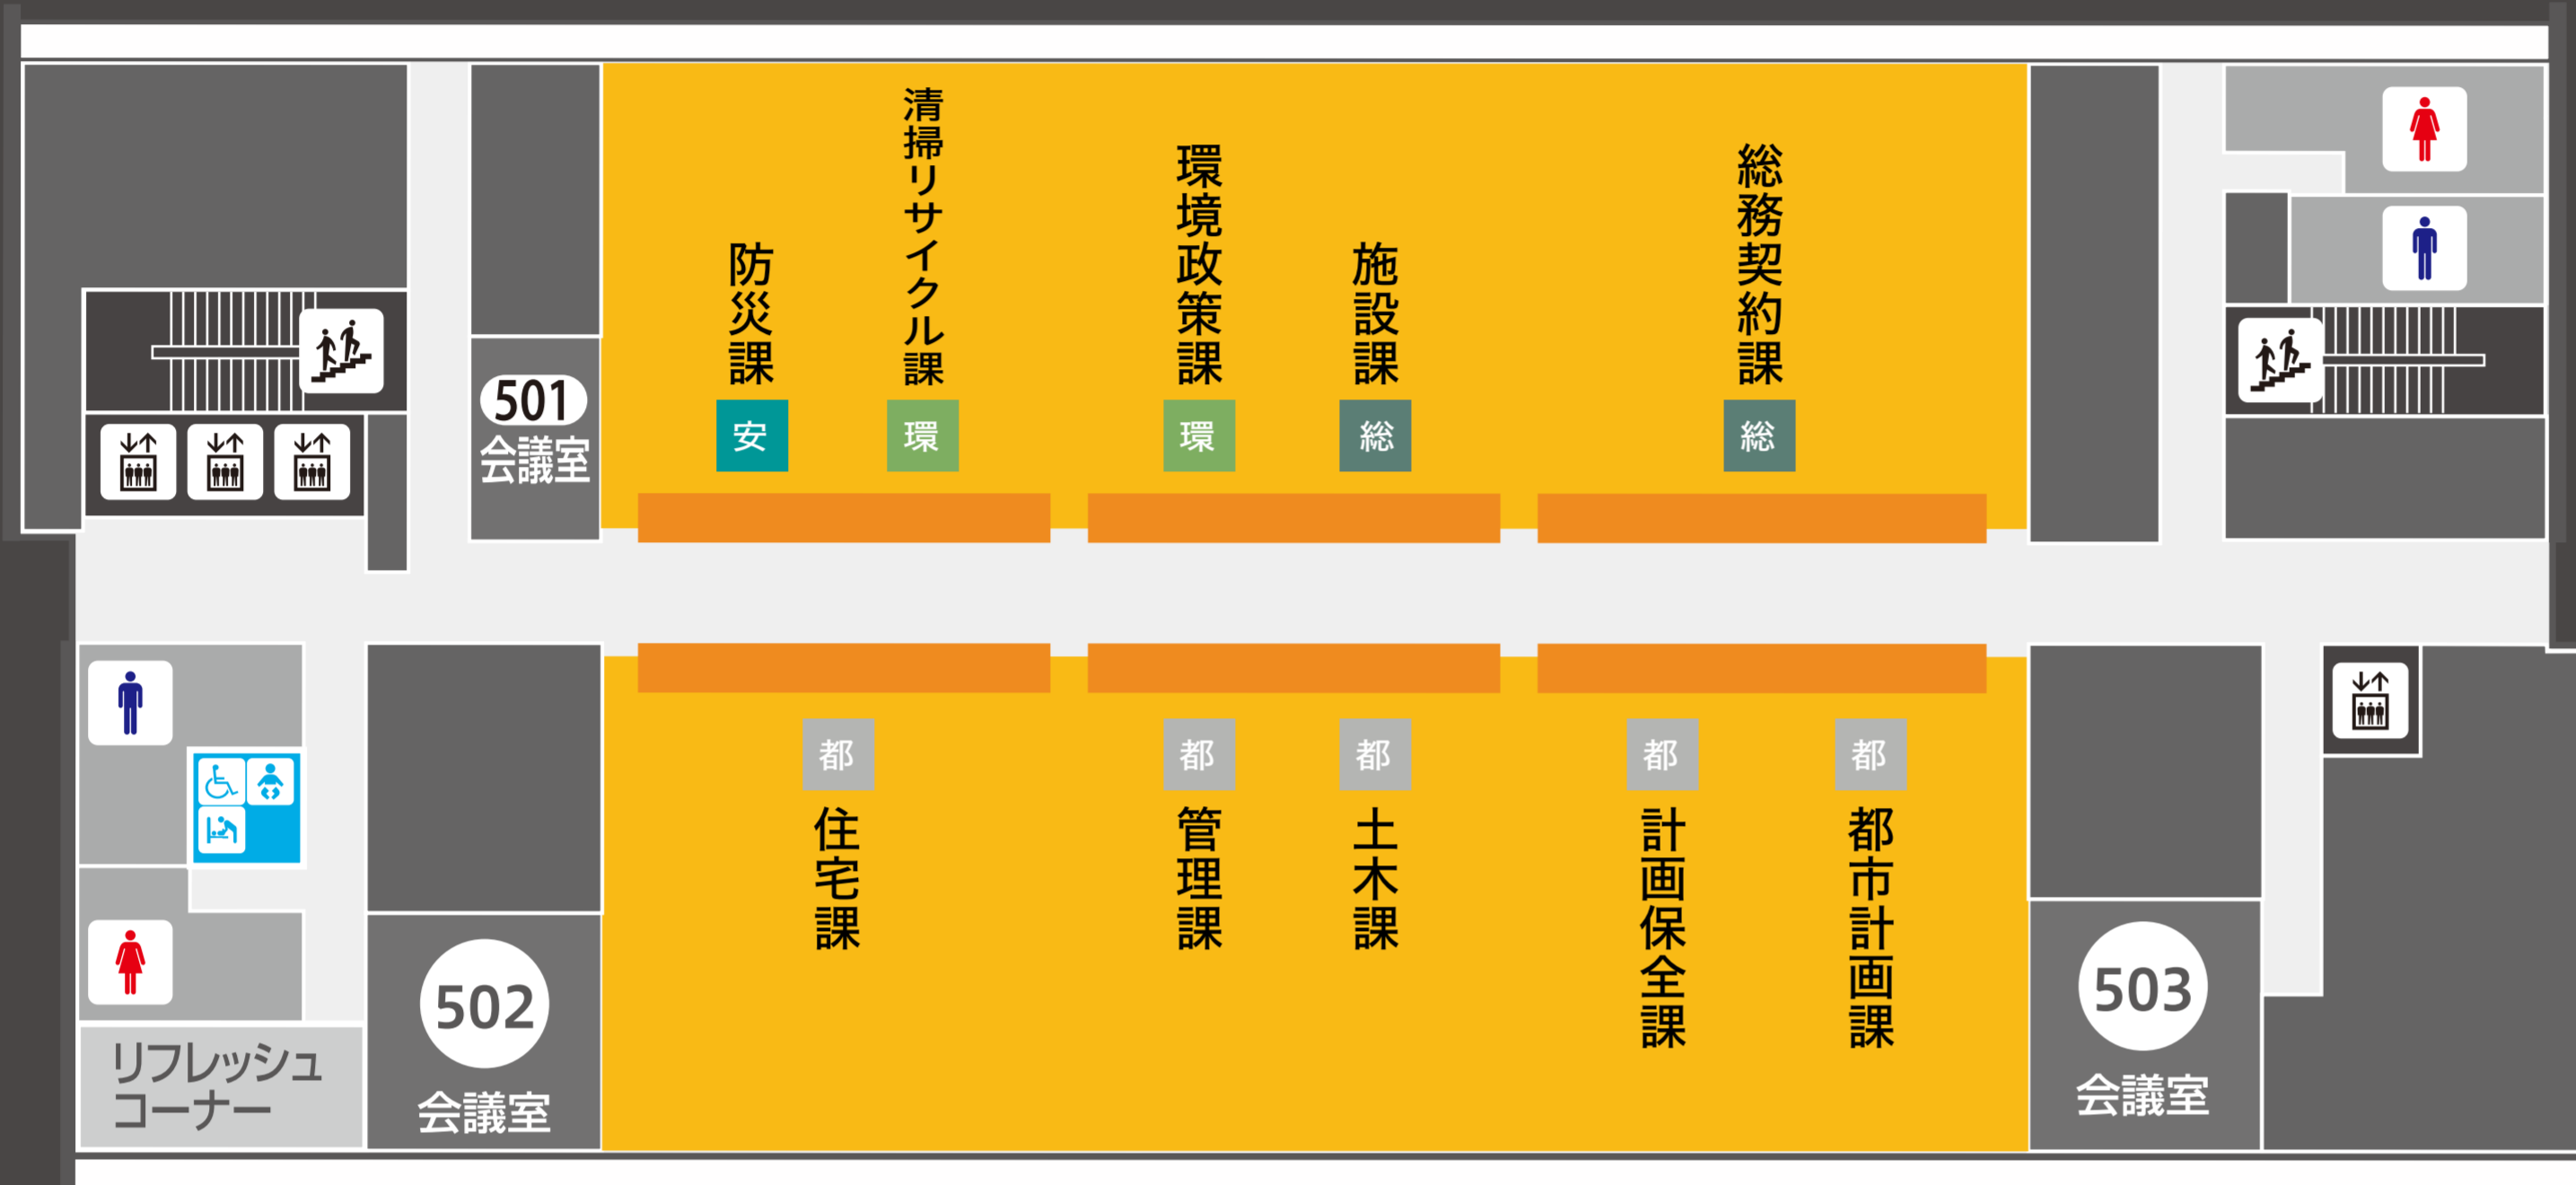 防災課
安
清掃リサイクル課
環
環境政策課
環
施設課
総
総務契約課
総
501
会議室
都
住宅課
都
管理課
都
土木課
都
計画保全課
都
都市計画課
502
会議室
503
会議室
リフレッシュ
コーナー